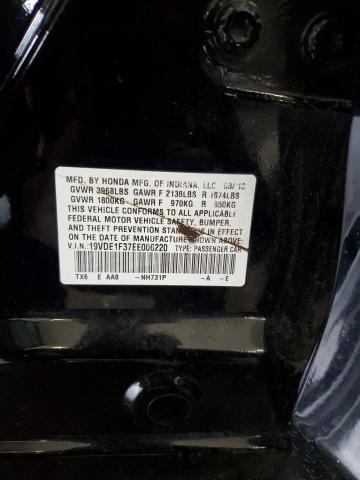 MFD. BY HONDA MFG. OF INDIANA, LLC 08/13
GVWR 3968LBS GAWR F 2138LBS R 1874LBS
GVWR 1800KG GAWR F 970KG R 850KG
THIS VEHICLE CONFORMS TO ALL APPLICABLE
FEDERAL MOTOR VEHICLE SAFETY, BUMPER,
AND THEFT PREVENTION STANDARDS IN EFFECT
ON THE DATE OF MANUFACTURE SHOWN ABOVE.
V.I.N.:19VDE1F37EE006220 TYPE: PASSENGER CAR
TX6 E AA8 -NH731P -A -E